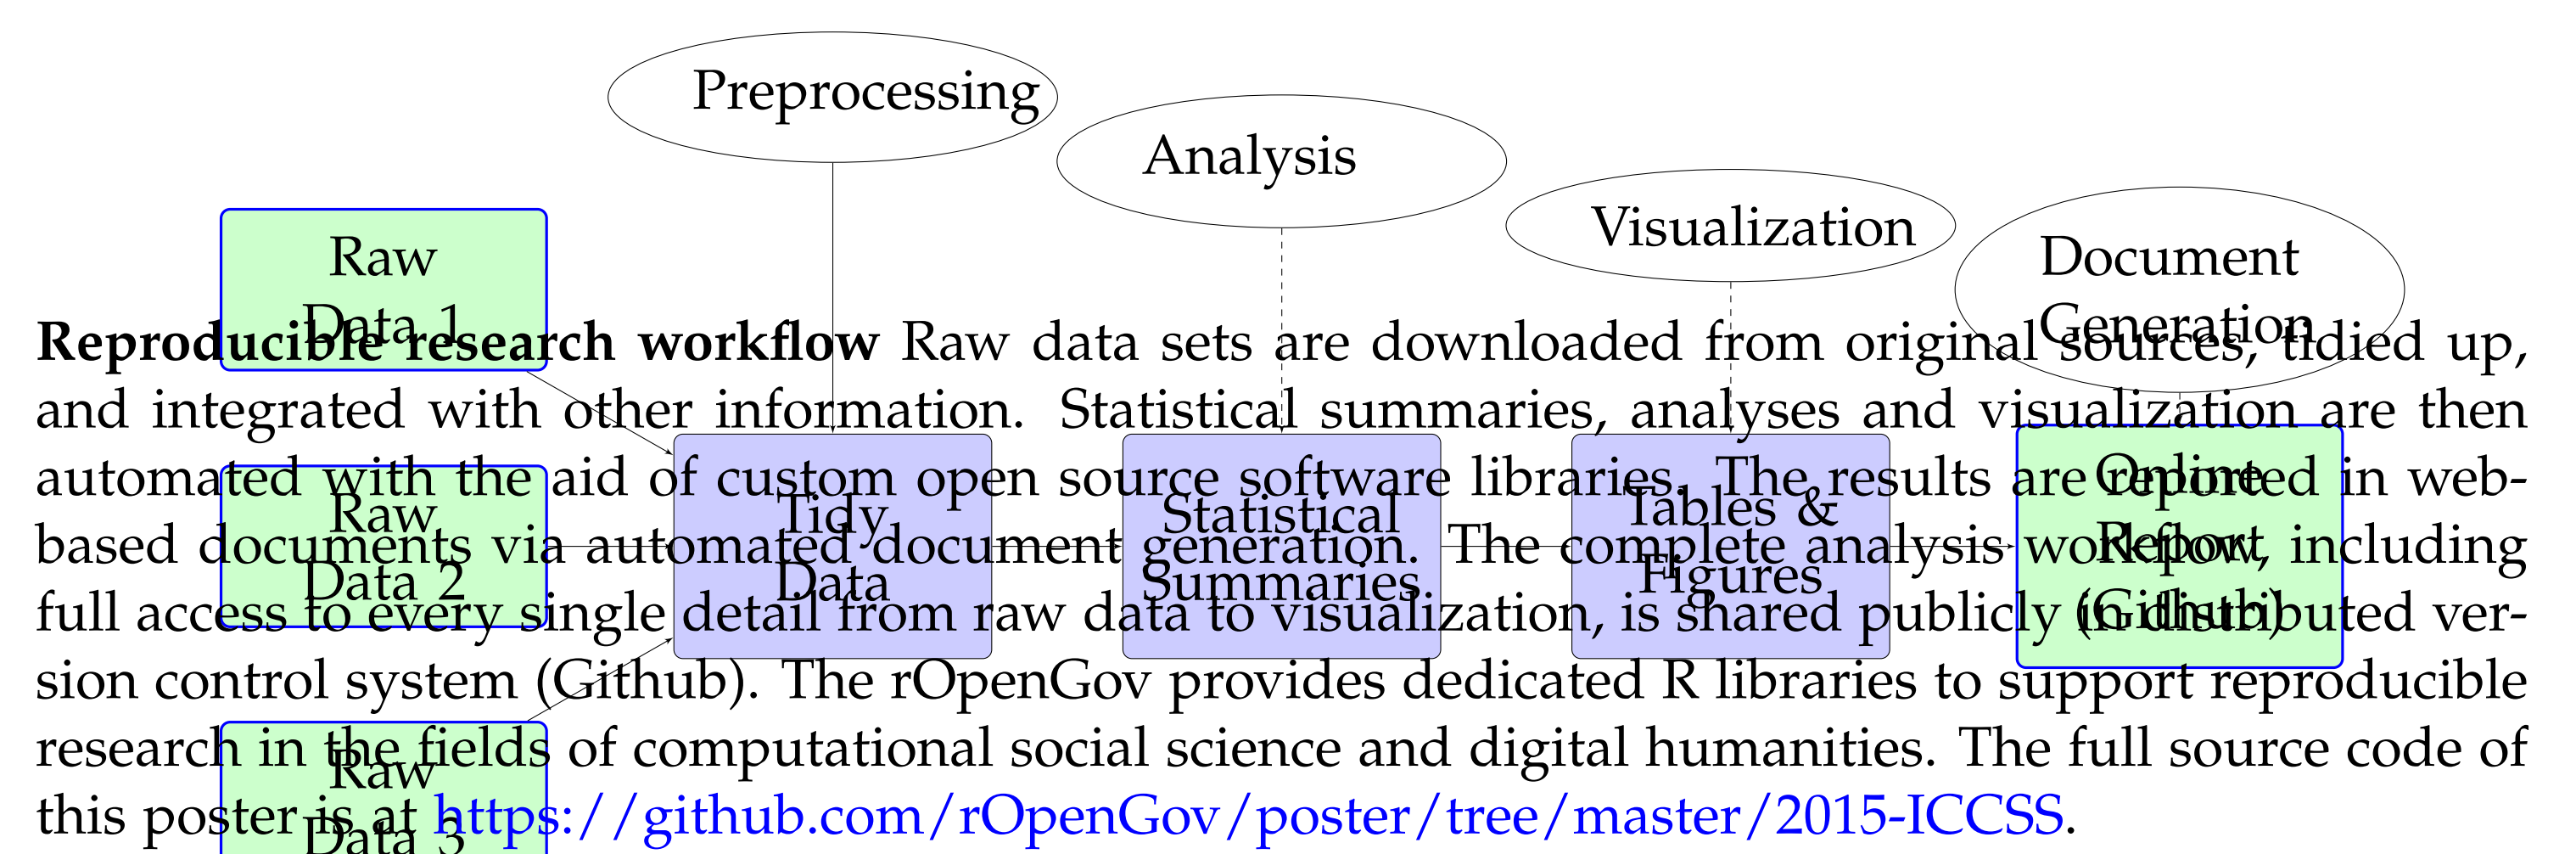 Preprocessing
Analysis
Visualization
Document
Generation
Raw
Data 1
Raw
Data 2
Raw
Data 3
Tidy
Data
Statistical
Summaries
Tables &
Figures
Online
Report
(Github)
Reproducible research workflow Raw data sets are downloaded from original sources, tidied up,
and integrated with other information. Statistical summaries, analyses and visualization are then
automated with the aid of custom open source software libraries. The results are reported in web-
based documents via automated document generation. The complete analysis workflow, including
full access to every single detail from raw data to visualization, is shared publicly in distributed ver-
sion control system (Github). The rOpenGov provides dedicated R libraries to support reproducible
research in the fields of computational social science and digital humanities. The full source code of
this poster is at https://github.com/rOpenGov/poster/tree/master/2015-ICCSS.